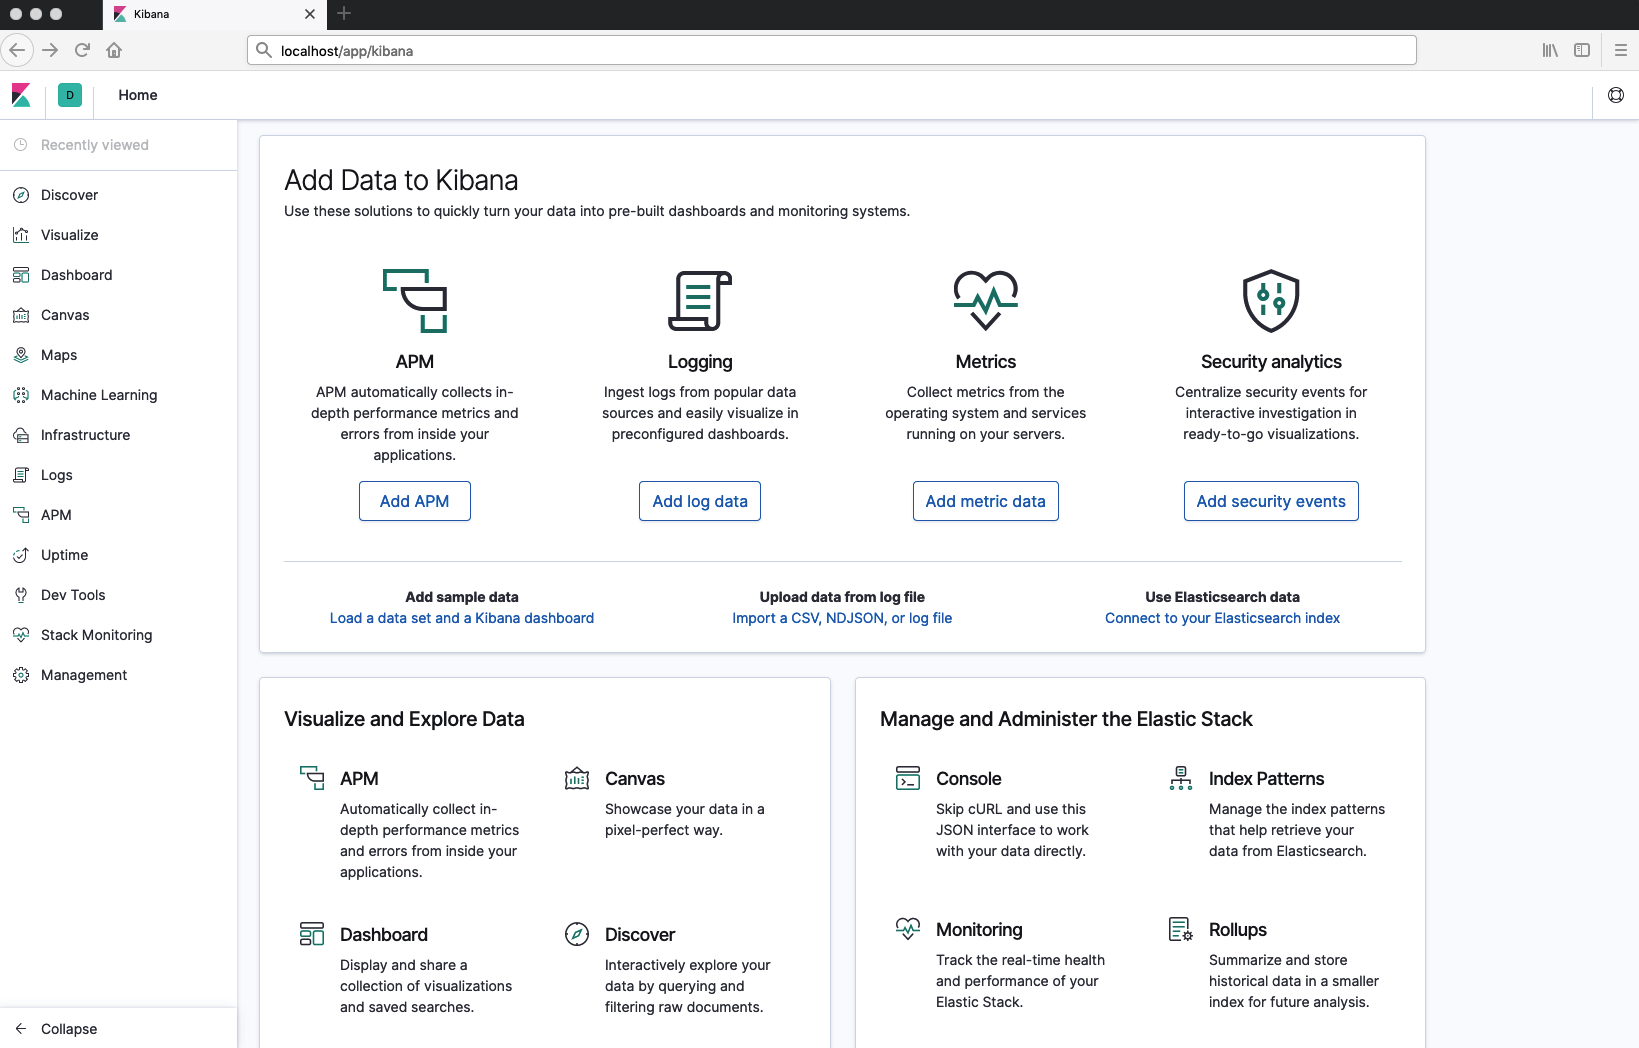 Kibana
localhost/app/kibana
D
Home
Recently viewed
Discover
Visualize
Dashboard
Canvas
Maps
Machine Learning
Infrastructure
Logs
APM
Uptime
Dev Tools
Stack Monitoring
Management
Collapse
Add Data to Kibana
Use these solutions to quickly turn your data into pre-built dashboards and monitoring systems.
APM
APM automatically collects in-
depth performance metrics and
errors from inside your
applications.
Add APM
Logging
Ingest logs from popular data
sources and easily visualize in
preconfigured dashboards.
Add log data
Metrics
Collect metrics from the
operating system and services
running on your servers.
Add metric data
Security analytics
Centralize security events for
interactive investigation in
ready-to-go visualizations.
Add security events
Add sample data
Load a data set and a Kibana dashboard
Upload data from log file
Import a CSV, NDJSON, or log file
Use Elasticsearch data
Connect to your Elasticsearch index
Visualize and Explore Data
APM
Automatically collect in-
depth performance metrics
and errors from inside your
applications.
Canvas
Showcase your data in a
pixel-perfect way.
Dashboard
Display and share a
collection of visualizations
and saved searches.
Discover
Interactively explore your
data by querying and
filtering raw documents.
Manage and Administer the Elastic Stack
Console
Skip cURL and use this
JSON interface to work
with your data directly.
Index Patterns
Manage the index patterns
that help retrieve your
data from Elasticsearch.
Monitoring
Track the real-time health
and performance of your
Elastic Stack.
Rollups
Summarize and store
historical data in a smaller
index for future analysis.